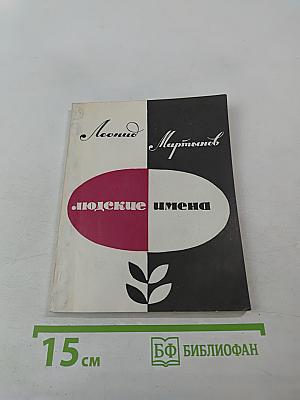 Леонид
Мартынов
людские имена
15 см
БФ БИБЛИОФАН